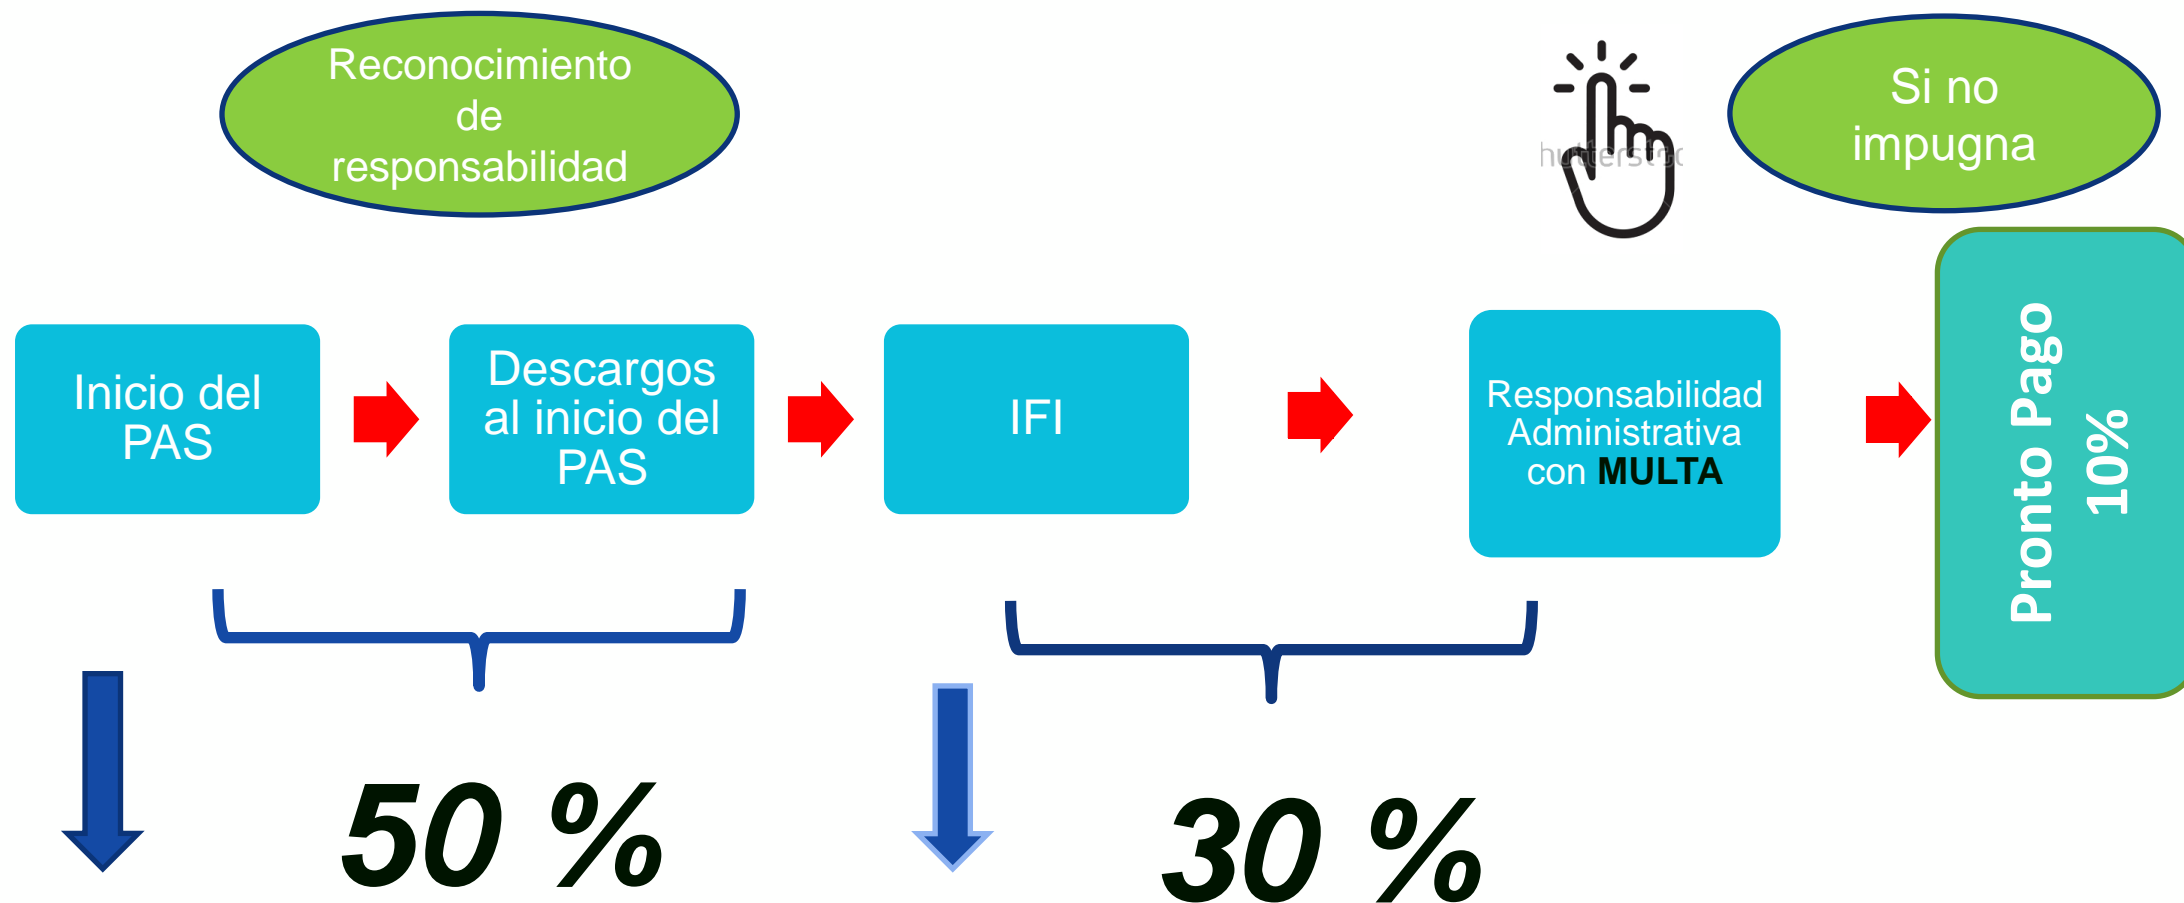 Reconocimiento
de
responsabilidad
Si no
impugna
Inicio del
PAS
Descargos
al inicio del
PAS
IFI
Responsabilidad
Administrativa
con MULTA
Pronto Pago
10%
50 %
30 %